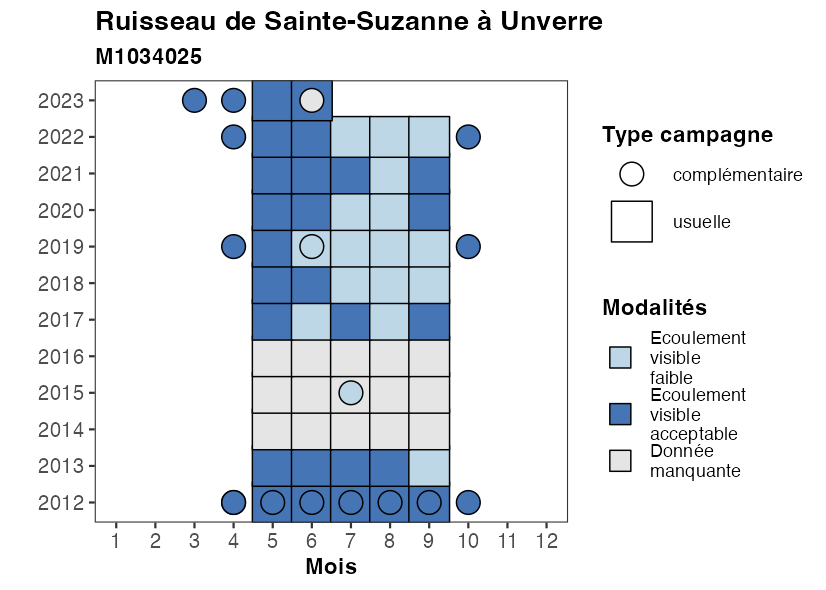 Ruisseau de Sainte-Suzanne à Unverre
M1034025
2023
2022
2021
2020
2019
2018
2017
2016
2015
2014
2013
2012
1 2 3 4 5 6 7 8 9 10 11 12
Mois
Type campagne
complémentaire
usuelle
Modalités
Ecoulement
visible
faible
Ecoulement
visible
acceptable
Donnée
manquante